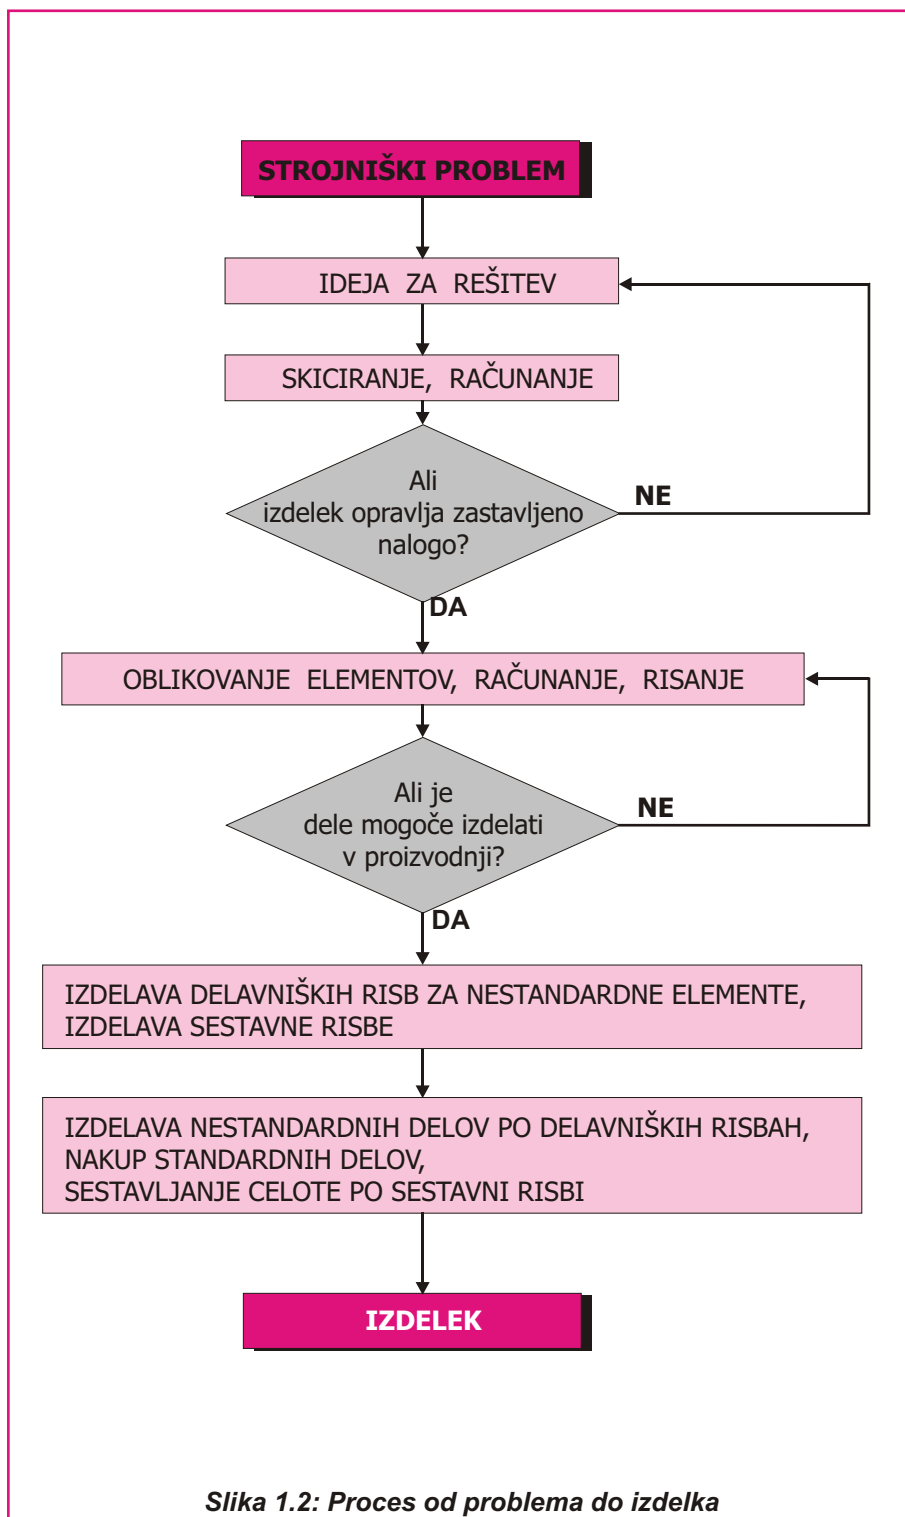 STROJNIŠKI PROBLEM
IDEJA ZA REŠITEV
SKICIRANJE, RAČUNANJE
Ali
izdelek opravlja zastavljeno
nalogo?
NE
DA
OBLIKOVANJE ELEMENTOV, RAČUNANJE, RISANJE
Ali je
dele mogoče izdelati
v proizvodnji?
NE
DA
IZDELAVA DELAVNIŠKIH RISB ZA NESTANDARDNE ELEMENTE,
IZDELAVA SESTAVNE RISBE
IZDELAVA NESTANDARDNIH DELOV PO DELAVNIŠKIH RISBAH,
NAKUP STANDARDNIH DELOV,
SESTAVLJANJE CELOTE PO SESTAVNI RISBI
IZDELEK
Slika 1.2: Proces od problema do izdelka